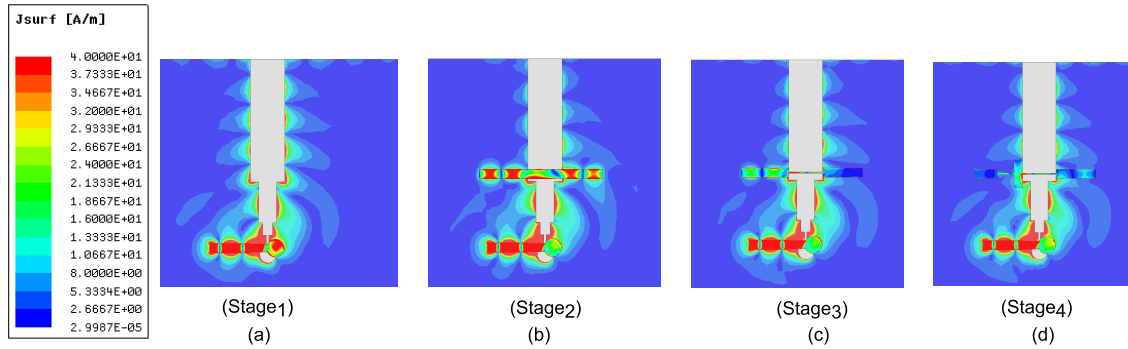 Jsurf [A/m]
4.0000E+01
3.7333E+01
3.4667E+01
3.2000E+01
2.9333E+01
2.6667E+01
2.4000E+01
2.1333E+01
1.8667E+01
1.6000E+01
1.3333E+01
1.0667E+01
8.0000E+00
5.3334E+00
2.6667E+00
2.9987E-05
(Stage1) (Stage2) (Stage3) (Stage4)
(a) (b) (c) (d)